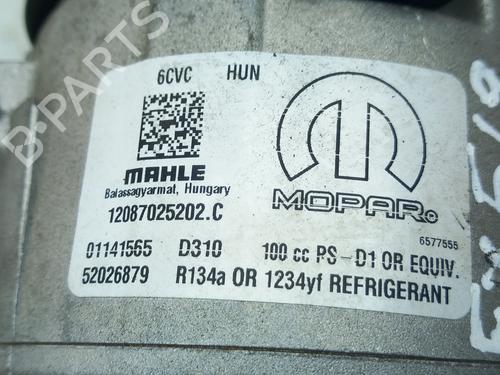 6CVC HUN
MAHLE
Balassagyarmat, Hungary
12087025202.C
MOPAR®
6577555
01141565 D310 100 cc PS-D1 OR EQUIV.
52026879 R134a OR 1234yf REFRIGERANT